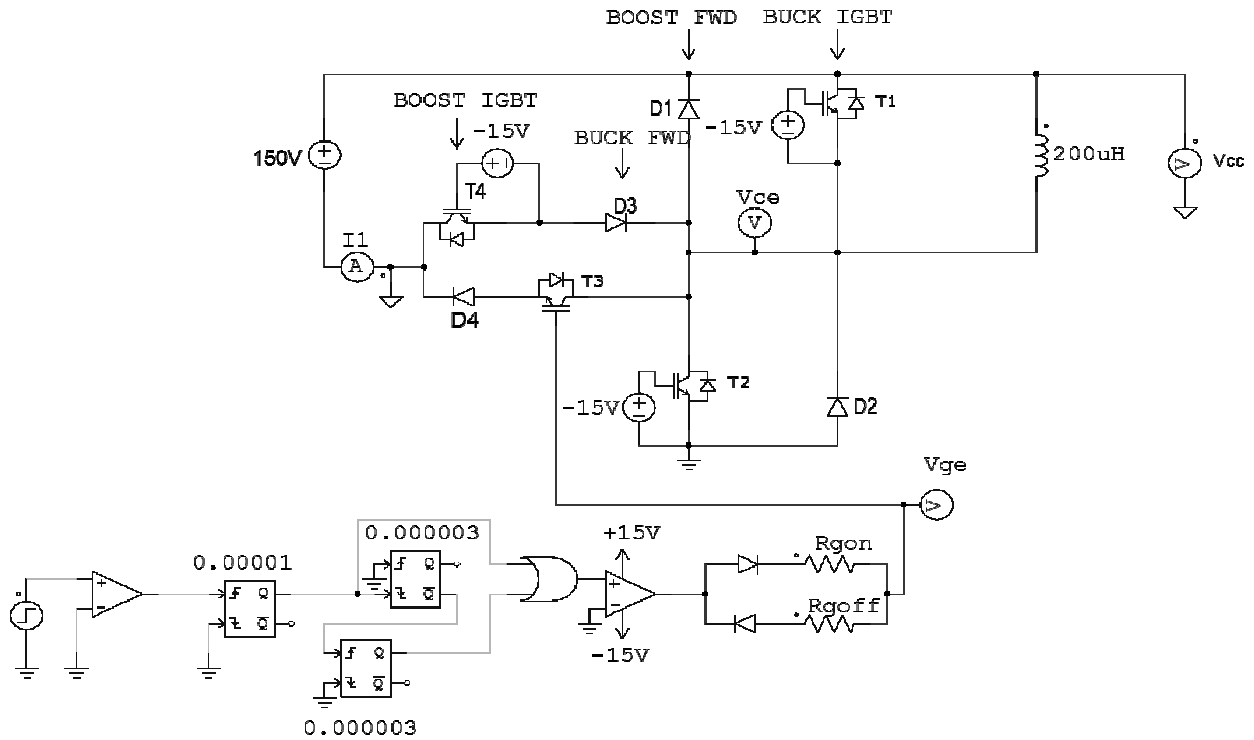 BOOST FWD
BUCK IGBT
BOOST IGBT
-15V
BUCK FWD
D1
-15V
T1
150V
T4
D3
Vce
V
200uH
V
Vcc
I1
A
T3
D4
T2
-15V
D2
Vge
V
0.000003
+15V
0.00001
Rgon
Q
Q
Q
Q
Rgoff
-15V
Q
Q
0.000003